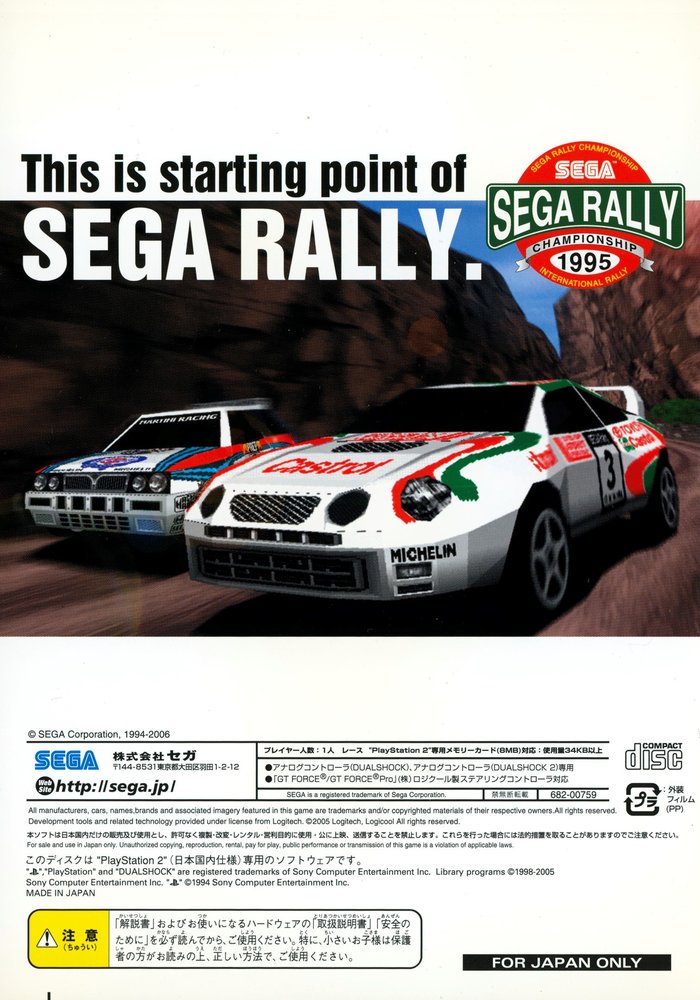 This is starting point of
SEGA RALLY.
SEGA RALLY CHAMPIONSHIP
SEGA™
SEGA RALLY
CHAMPIONSHIP
1995
INTERNATIONAL RALLY
MARTINI RACING
MICHELIN
Castrol
MICHELIN
3
TOYOTA
Castrol
© SEGA Corporation, 1994-2006
SEGA 株式会社 セガ
〒144-8531 東京都大田区羽田1-2-12
Web Site http://sega.jp/
プレイヤー人数：1人 レース "PlayStation 2"専用メモリーカード(8MB)対応：使用量34KB以上
●アナログコントローラ(DUALSHOCK)、アナログコントローラ(DUALSHOCK 2)専用
●「GT FORCE®/GT FORCE®Pro」(株)ロジクール製ステアリングコントローラ対応
SEGA is a registered trademark of Sega Corporation. 禁無断転載 682-00759
COMPACT
disc
プラ ：外装フィルム(PP)
All manufacturers, cars, names,brands and associated imagery featured in this game are trademarks and/or copyrighted materials of their respective owners.All rights reserved.
Development tools and related technology provided under license from Logitech. ©2005 Logitech, Logicool All rights reserved.
本ソフトは日本国内だけの販売及び使用とし、許可なく複製・改変・レンタル・営利目的に使用・公に上映、送信することを禁止します。これらを行った場合には法的措置を取ることがありますのでご注意ください。
For sale and use in Japan only. Unauthorized copying, reproduction, rental, pay for play, public performance or transmission of this game is a violation of applicable laws.
このディスクは "PlayStation 2"（日本国内仕様）専用のソフトウェアです。
" ","PlayStation" and "DUALSHOCK" are registered trademarks of Sony Computer Entertainment Inc. Library programs ©1998-2005
Sony Computer Entertainment Inc. " " ©1994 Sony Computer Entertainment Inc.
MADE IN JAPAN
注意
(ちゅうい)
「解説書」およびお使いになるハードウェアの「取扱説明書」「安全の
ために」を必ず読んでから、ご使用ください。特に、小さいお子様は保護
者の方がお読みの上、正しい方法で、ご使用ください。
FOR JAPAN ONLY